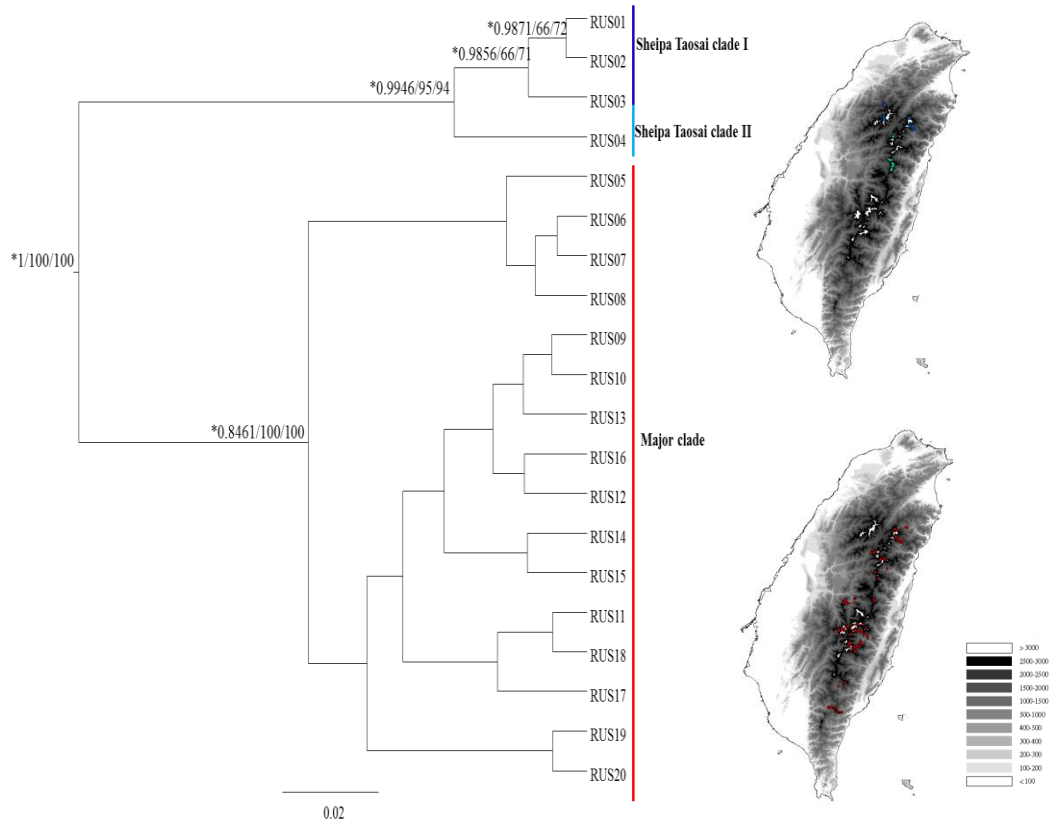 *0.9871/66/72
RUS01
Sheipa Taosai clade I
*0.9856/66/71
RUS02
*0.9946/95/94
RUS03
RUS04
Sheipa Taosai clade II
RUS05
RUS06
RUS07
*1/100/100
RUS08
RUS09
RUS10
RUS13
*0.8461/100/100
Major clade
RUS16
RUS12
RUS14
RUS15
RUS11
RUS18
RUS17
RUS19
RUS20
0.02
> 3000
2500-3000
2000-2500
1500-2000
1000-1500
500-1000
400-500
300-400
200-300
100-200
< 100